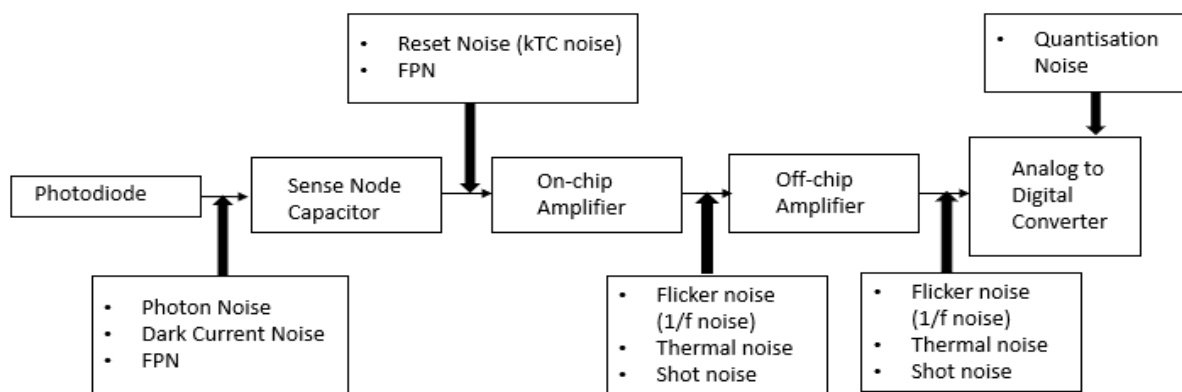 • Reset Noise (kTC noise)
• FPN
• Quantisation
Noise
Photodiode
Sense Node
Capacitor
On-chip
Amplifier
Off-chip
Amplifier
Analog to
Digital
Converter
• Photon Noise
• Dark Current Noise
• FPN
• Flicker noise
(1/f noise)
• Thermal noise
• Shot noise
• Flicker noise
(1/f noise)
• Thermal noise
• Shot noise